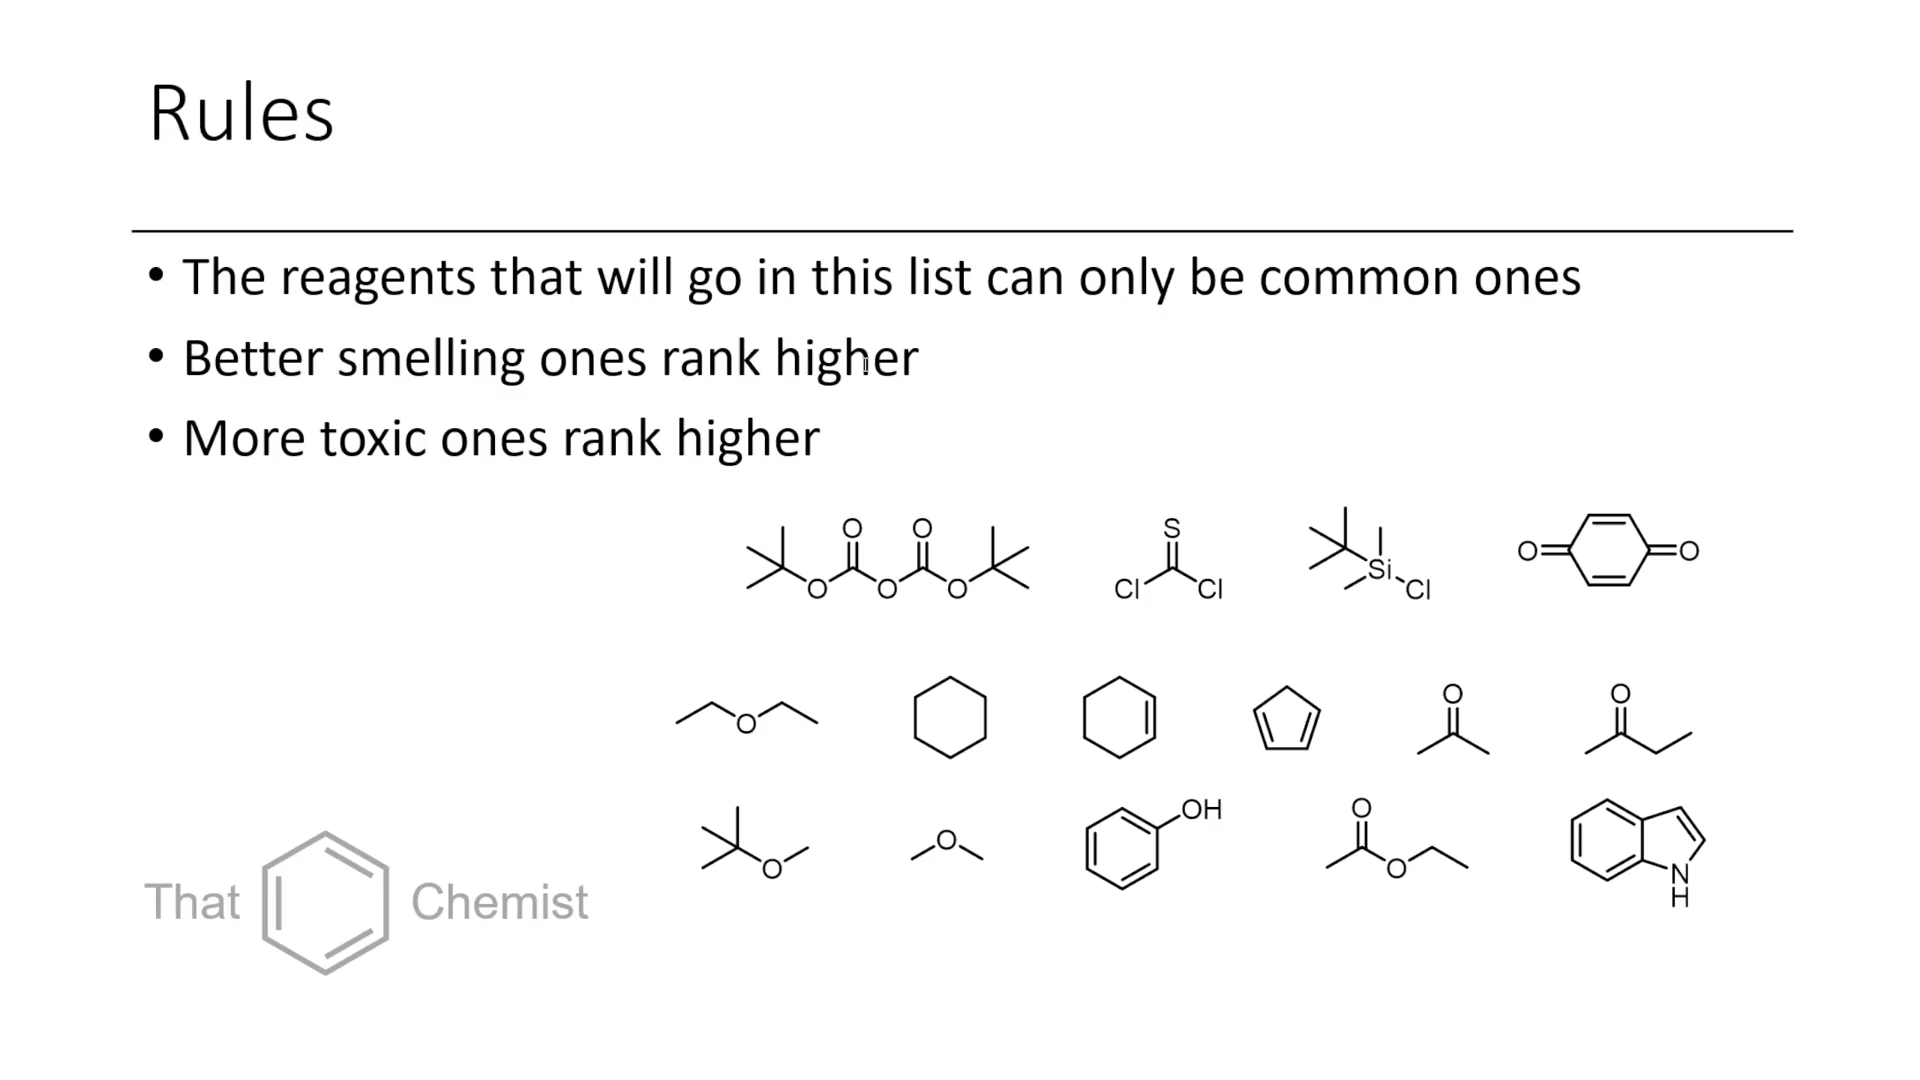 Rules
• The reagents that will go in this list can only be common ones
• Better smelling ones rank higher
• More toxic ones rank higher
O O S
O O O Cl Cl Si Cl O O
O O O
O O OH O O N H
That Chemist